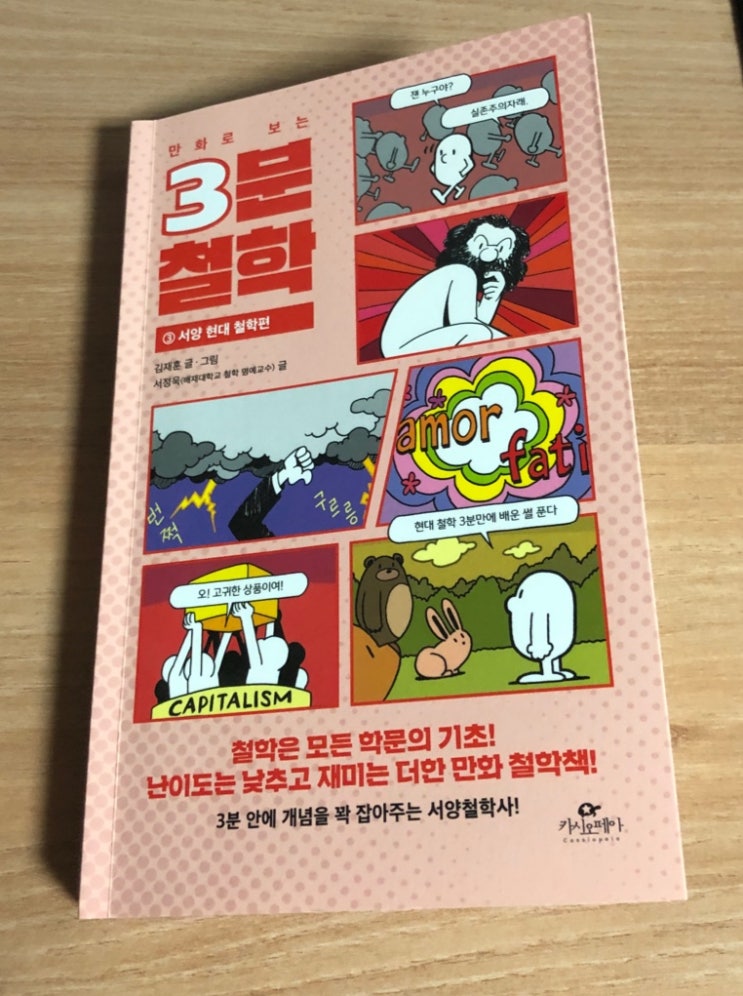 만화로 보는
3분
철학
③ 서양 현대 철학편
김재훈 글·그림
서정욱(배재대학교 철학 명예교수) 글
쟨 누구야?
실존주의자래.
amor
fati
번쩍
구르릉
현대 철학 3분만에 배운 썰 푼다
오! 고귀한 상품이여!
CAPITALISM
철학은 모든 학문의 기초!
난이도는 낮추고 재미는 더한 만화 철학책!
3분 안에 개념을 꽉 잡아주는 서양철학사!
카시오페아
Cassiopeia